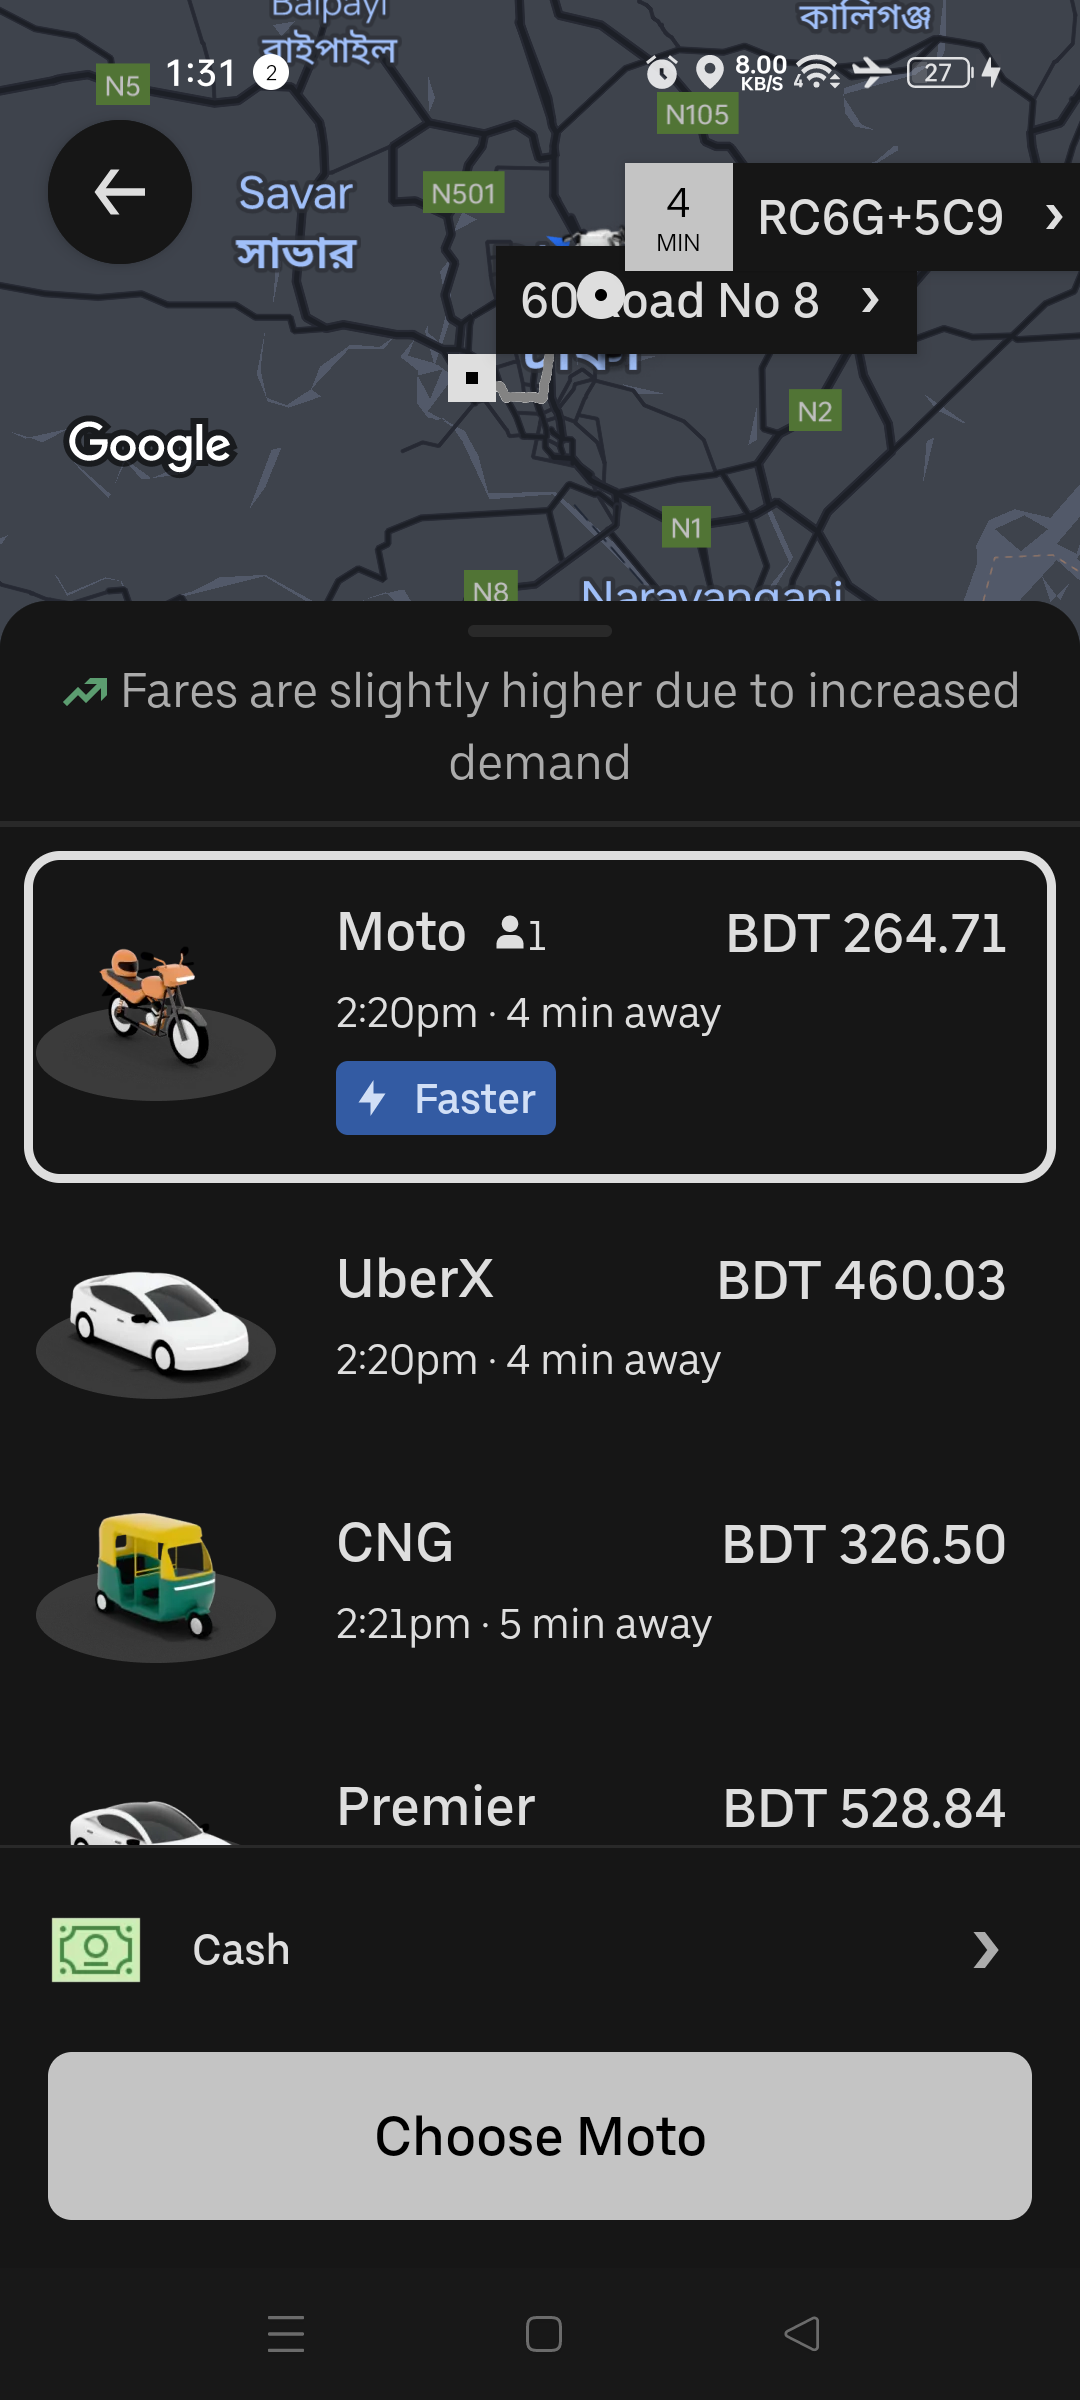 Baipayl
বাইপাইল
কালিগঞ্জ
N5
1:31
2
8.00
KB/S
4
27
N105
Savar
সাভার
N501
4
MIN
RC6G+5C9
60 Road No 8
N2
Google
N1
N8
Narayanganj
Fares are slightly higher due to increased
demand
Moto 1 BDT 264.71
2:20pm · 4 min away
Faster
UberX BDT 460.03
2:20pm · 4 min away
CNG BDT 326.50
2:21pm · 5 min away
Premier BDT 528.84
Cash
Choose Moto